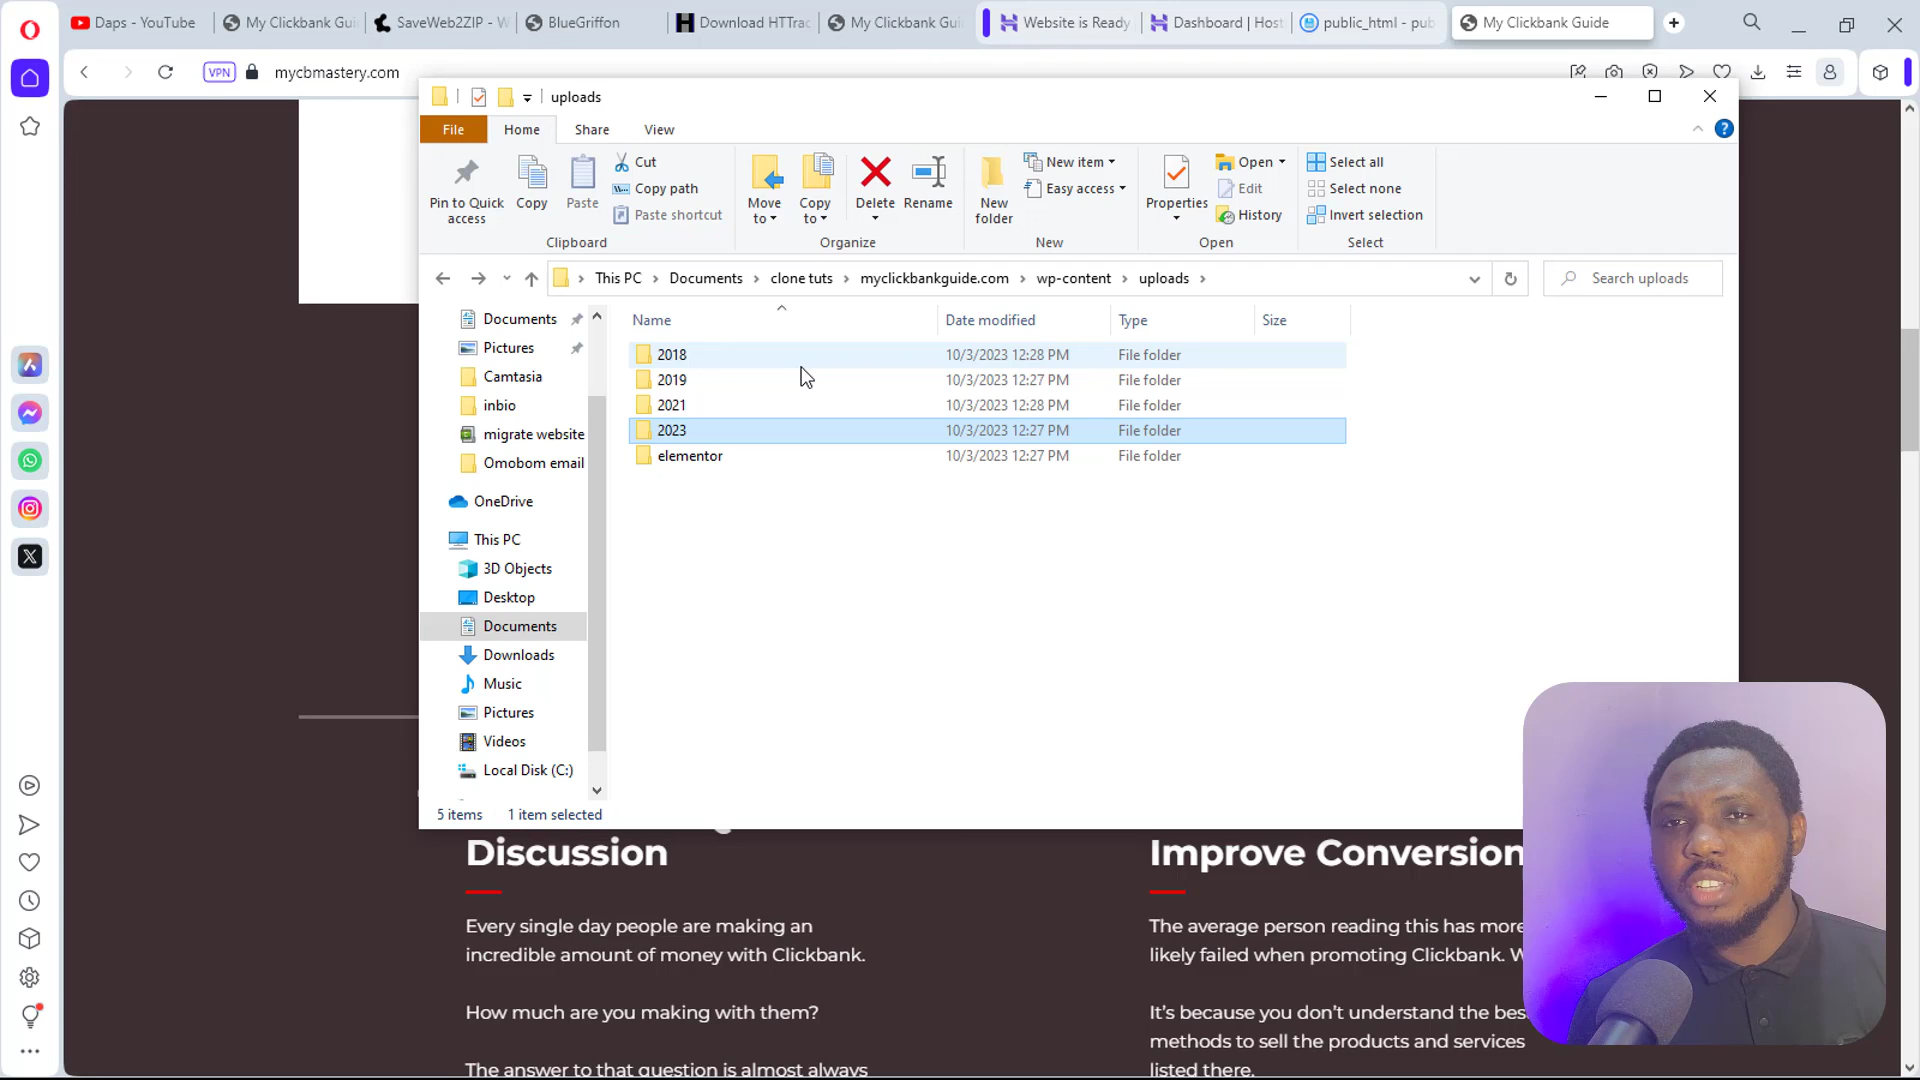 Daps - YouTube
My Clickbank Gui
SaveWeb2ZIP - W
BlueGriffon
Download HTTrac
My Clickbank Gui
Website is Ready
Dashboard | Host
public_html - pub
My Clickbank Guide
VPN
mycbmastery.com
uploads
File
Home
Share
View
Pin to Quick
access
Copy
Paste
Cut
Copy path
Paste shortcut
Clipboard
Move
to
Copy
to
Delete
Rename
Organize
New
folder
New item
Easy access
New
Properties
Open
Edit
History
Open
Select all
Select none
Invert selection
Select
This PC
Documents
clone tuts
myclickbankguide.com
wp-content
uploads
Search uploads
Documents
Pictures
Camtasia
inbio
migrate website
Omobom email
OneDrive
This PC
3D Objects
Desktop
Documents
Downloads
Music
Pictures
Videos
Local Disk (C:)
Name
Date modified
Type
Size
2018 10/3/2023 12:28 PM File folder
2019 10/3/2023 12:27 PM File folder
2021 10/3/2023 12:28 PM File folder
2023 10/3/2023 12:27 PM File folder
elementor 10/3/2023 12:27 PM File folder
5 items
1 item selected
Discussion
Every single day people are making an
incredible amount of money with Clickbank.
How much are you making with them?
The answer to that question is almost always
Improve Conversion
The average person reading this has more
likely failed when promoting Clickbank. W
It's because you don't understand the bes
methods to sell the products and services
listed there.